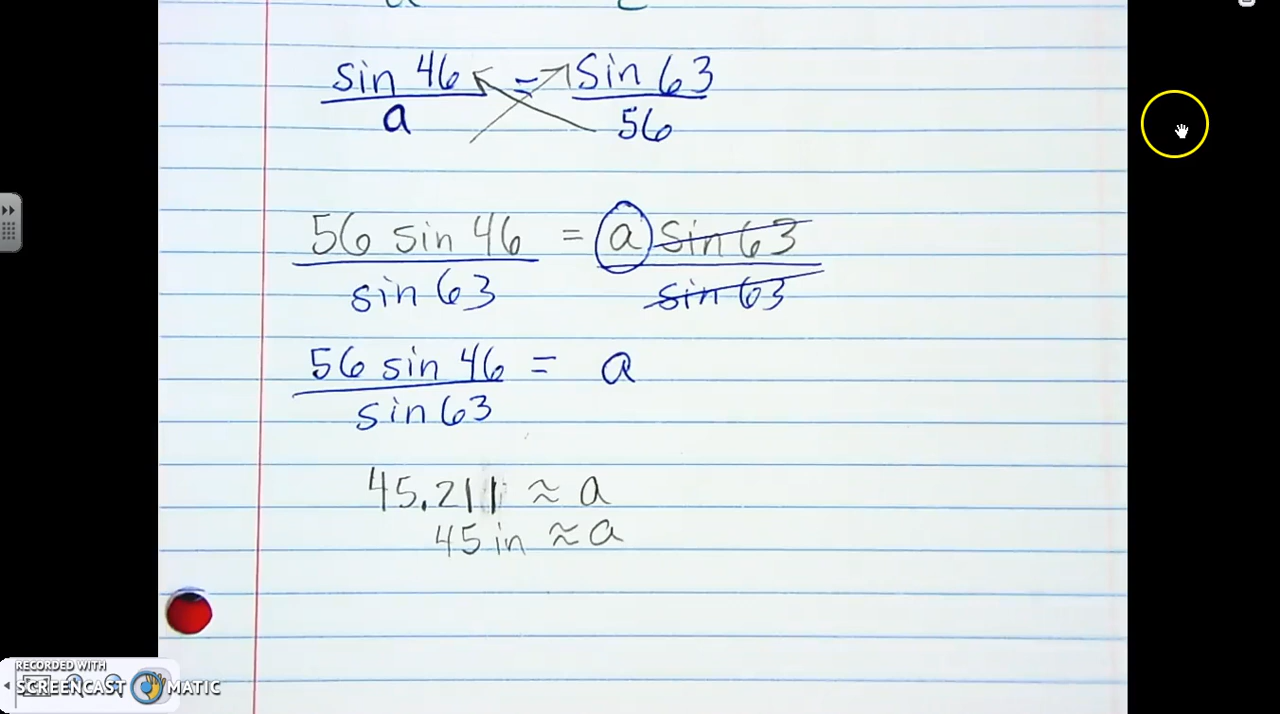 sin 46 = sin 63
a 56
56 sin 46 = a sin 63
sin 63 sin 63
56 sin 46 = a
sin 63
45.211 ≈ a
45 in ≈ a
RECORDED WITH
SCREENCAST MATIC